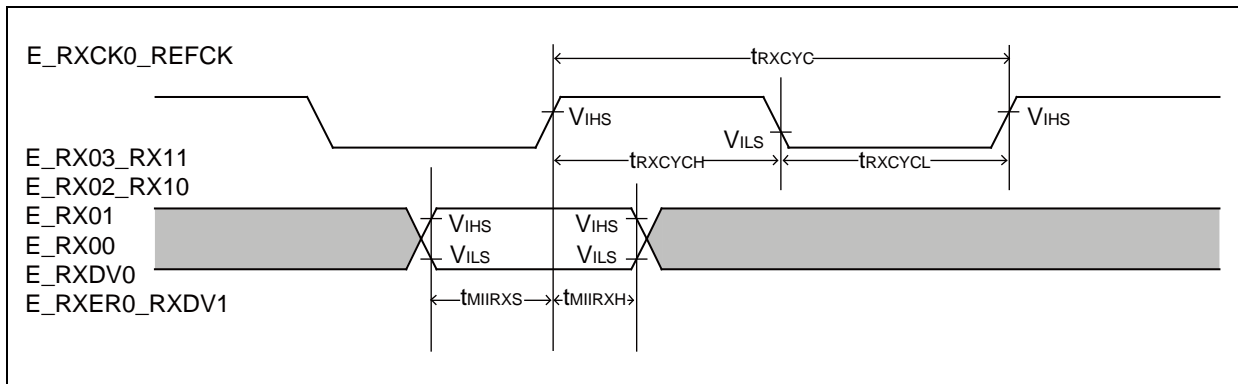 E_RXCK0_REFCK
tRXCYC
VIHS
VILS
VIHS
tRXCYCH
tRXCYCL
E_RX03_RX11
E_RX02_RX10
E_RX01
E_RX00
E_RXDV0
E_RXER0_RXDV1
VIHS
VIHS
VILS
VILS
tMIIRXS
tMIIRXH